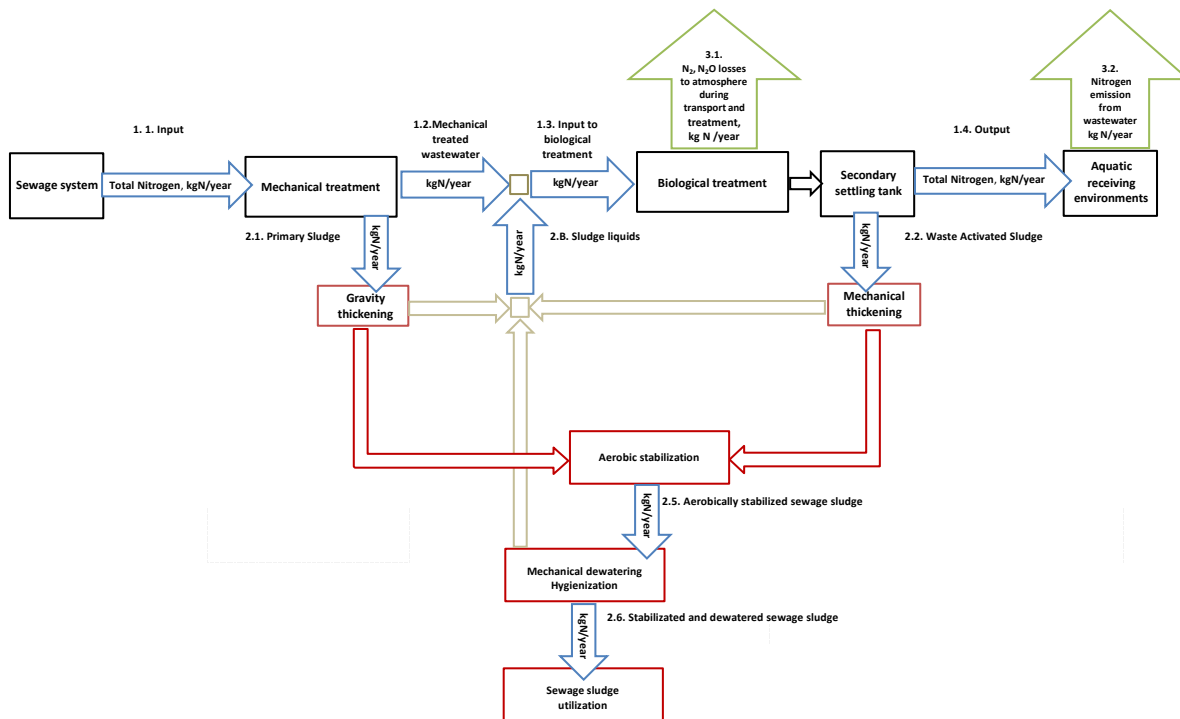 3.1.
N₂, N₂O losses
to atmosphere
during
transport and
treatment,
kg N /year
3.2.
Nitrogen
emission
from
wastewater
kg N/year
1. 1. Input
1.2.Mechanical
treated
wastewater
1.3. Input to
biological
treatment
1.4. Output
Sewage system
Total Nitrogen, kgN/year
Mechanical treatment
kgN/year
kgN/year
Biological treatment
Secondary
settling tank
Total Nitrogen, kgN/year
Aquatic
receiving
environments
2.1. Primary Sludge
kgN/year
kgN/year
2.B. Sludge liquids
kgN/year
2.2. Waste Activated Sludge
Gravity
thickening
Mechanical
thickening
Aerobic stabilization
kgN/year
2.5. Aerobically stabilized sewage sludge
Mechanical dewatering
Hygienization
kgN/year
2.6. Stabilizated and dewatered sewage sludge
Sewage sludge
utilization